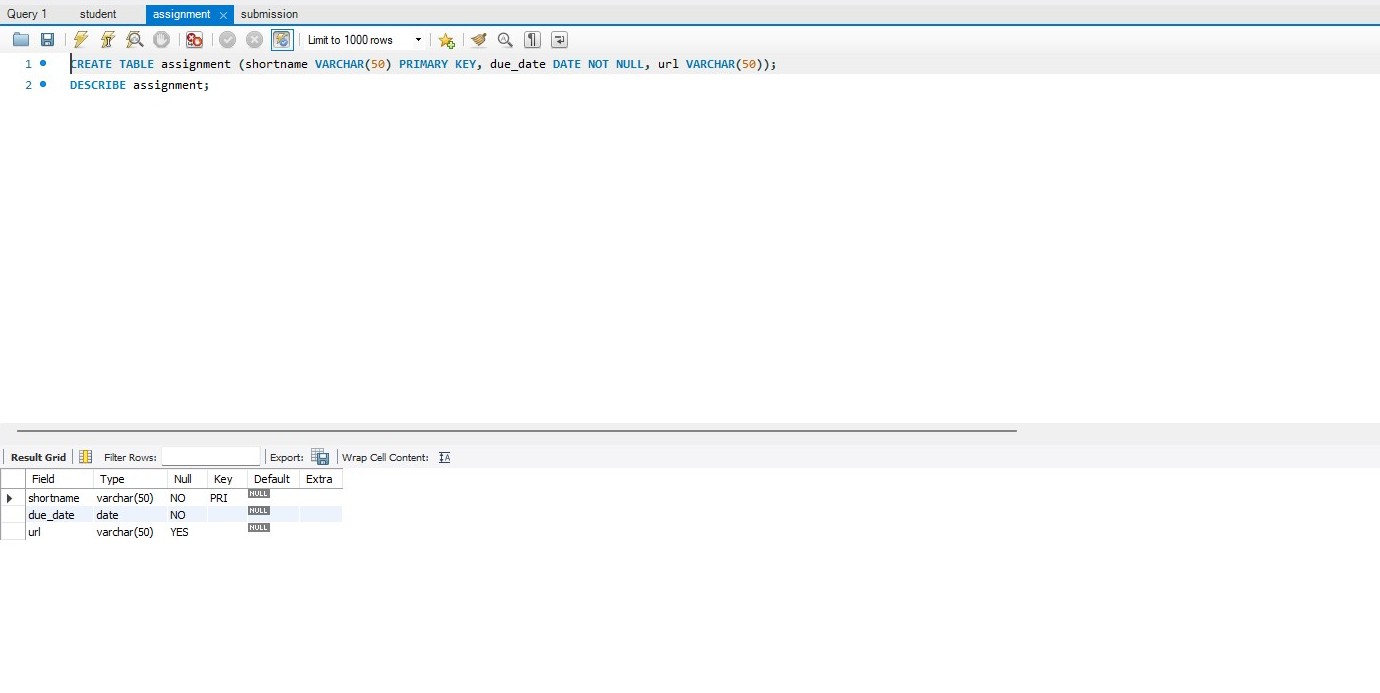 Query 1 student assignment submission
Limit to 1000 rows
1 CREATE TABLE assignment (shortname VARCHAR(50) PRIMARY KEY, due_date DATE NOT NULL, url VARCHAR(50));
2 DESCRIBE assignment;
Result Grid Filter Rows: Export: Wrap Cell Content: IA
Field Type Null Key Default Extra
shortname varchar(50) NO PRI NULL
due_date date NO NULL
url varchar(50) YES NULL